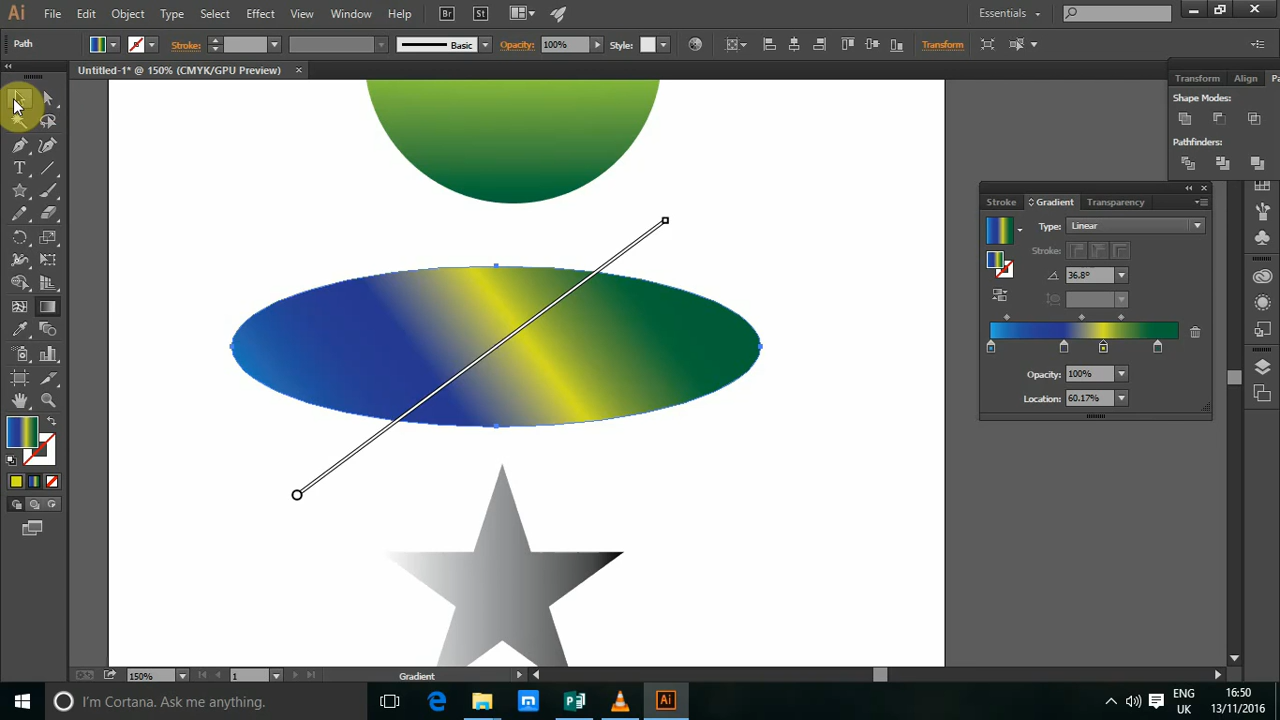 Ai File Edit Object Type Select Effect View Window Help Br St Essentials
Path Stroke: Basic Opacity: 100% Style: Transform
Untitled-1* @ 150% (CMYK/GPU Preview)
Transform Align Pa
Shape Modes:
Pathfinders:
Stroke Gradient Transparency
Type: Linear
Stroke:
36.8°
Opacity: 100%
Location: 60.17%
T
150% 1 Gradient
I'm Cortana. Ask me anything.
Ai
ENG
UK
16:50
13/11/2016